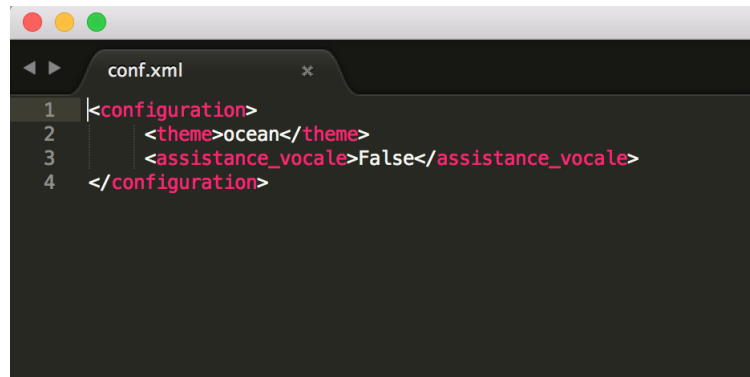 conf.xml
1 <configuration>
2 <theme>ocean</theme>
3 <assistance_vocale>False</assistance_vocale>
4 </configuration>